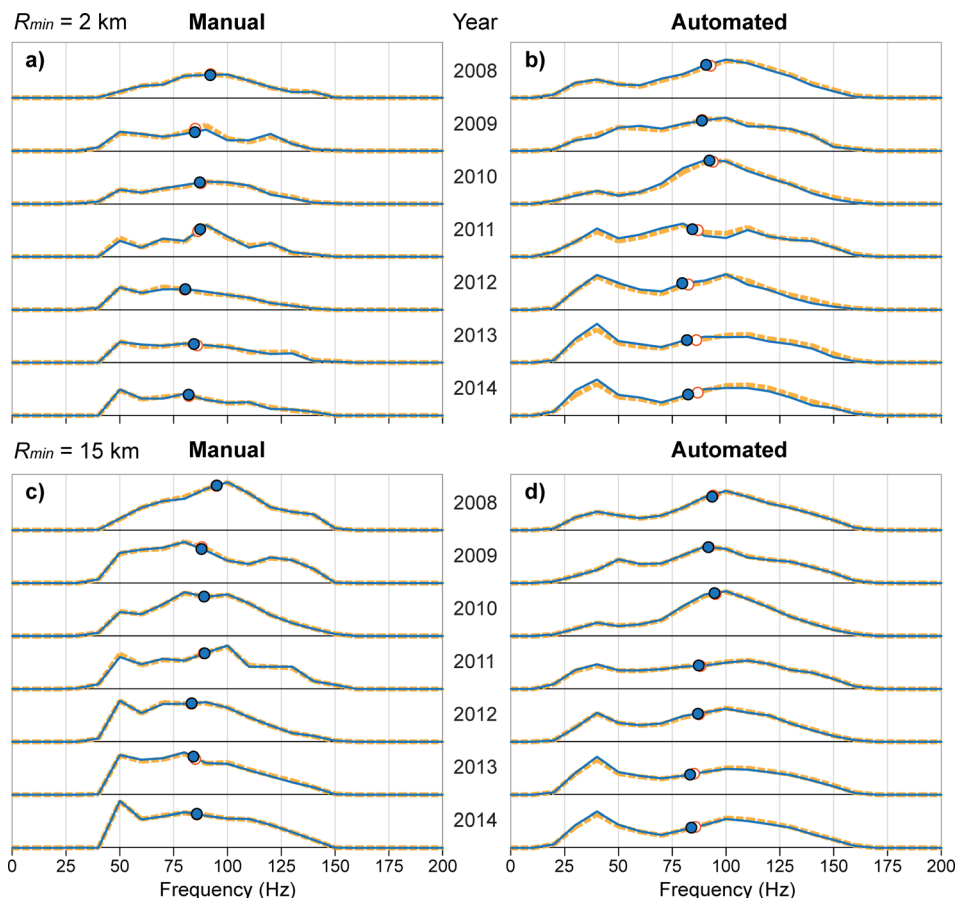 Rmin = 2 km Manual Year Automated
a) 2008 b)
2009
2010
2011
2012
2013
2014
Rmin = 15 km Manual Automated
c) 2008 d)
2009
2010
2011
2012
2013
2014
0 25 50 75 100 125 150 175 200 0 25 50 75 100 125 150 175 200
Frequency (Hz) Frequency (Hz)